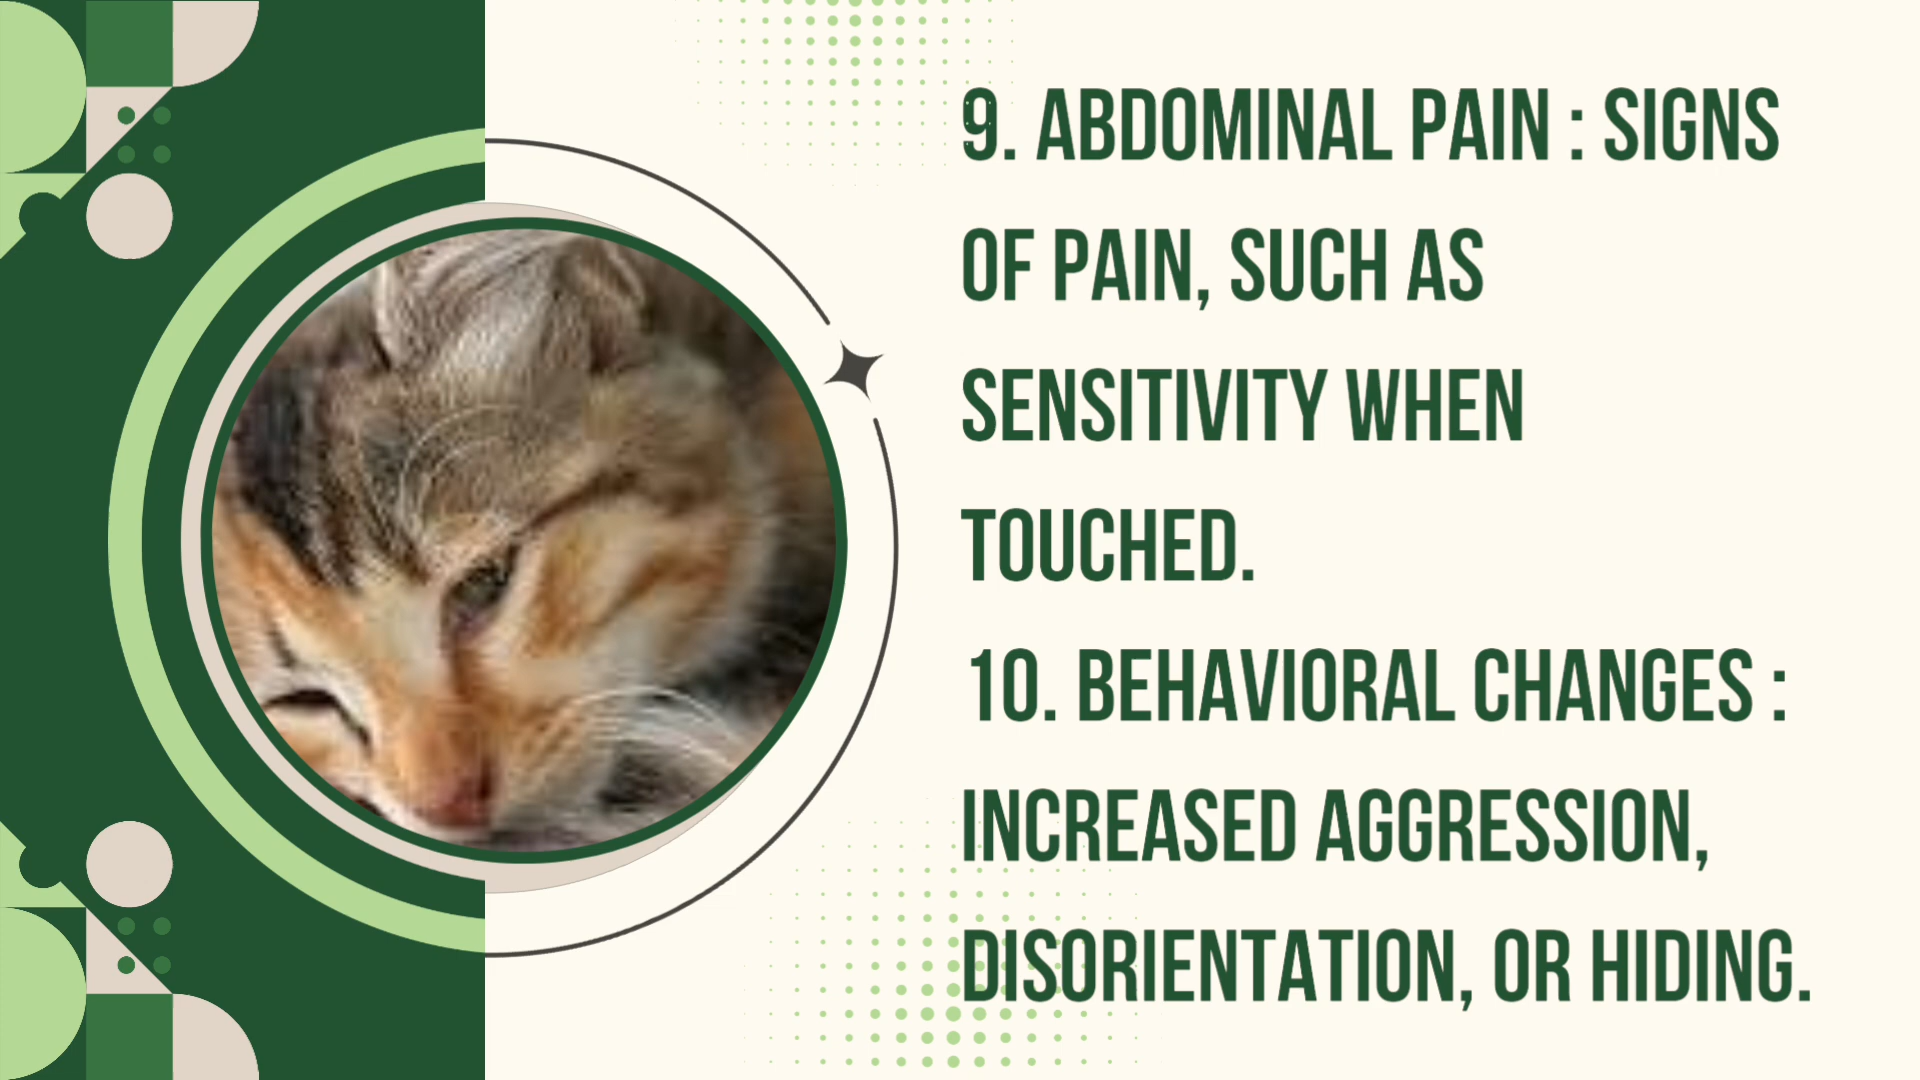 9. ABDOMINAL PAIN : SIGNS
OF PAIN, SUCH AS
SENSITIVITY WHEN
TOUCHED.
10. BEHAVIORAL CHANGES :
INCREASED AGGRESSION,
DISORIENTATION, OR HIDING.